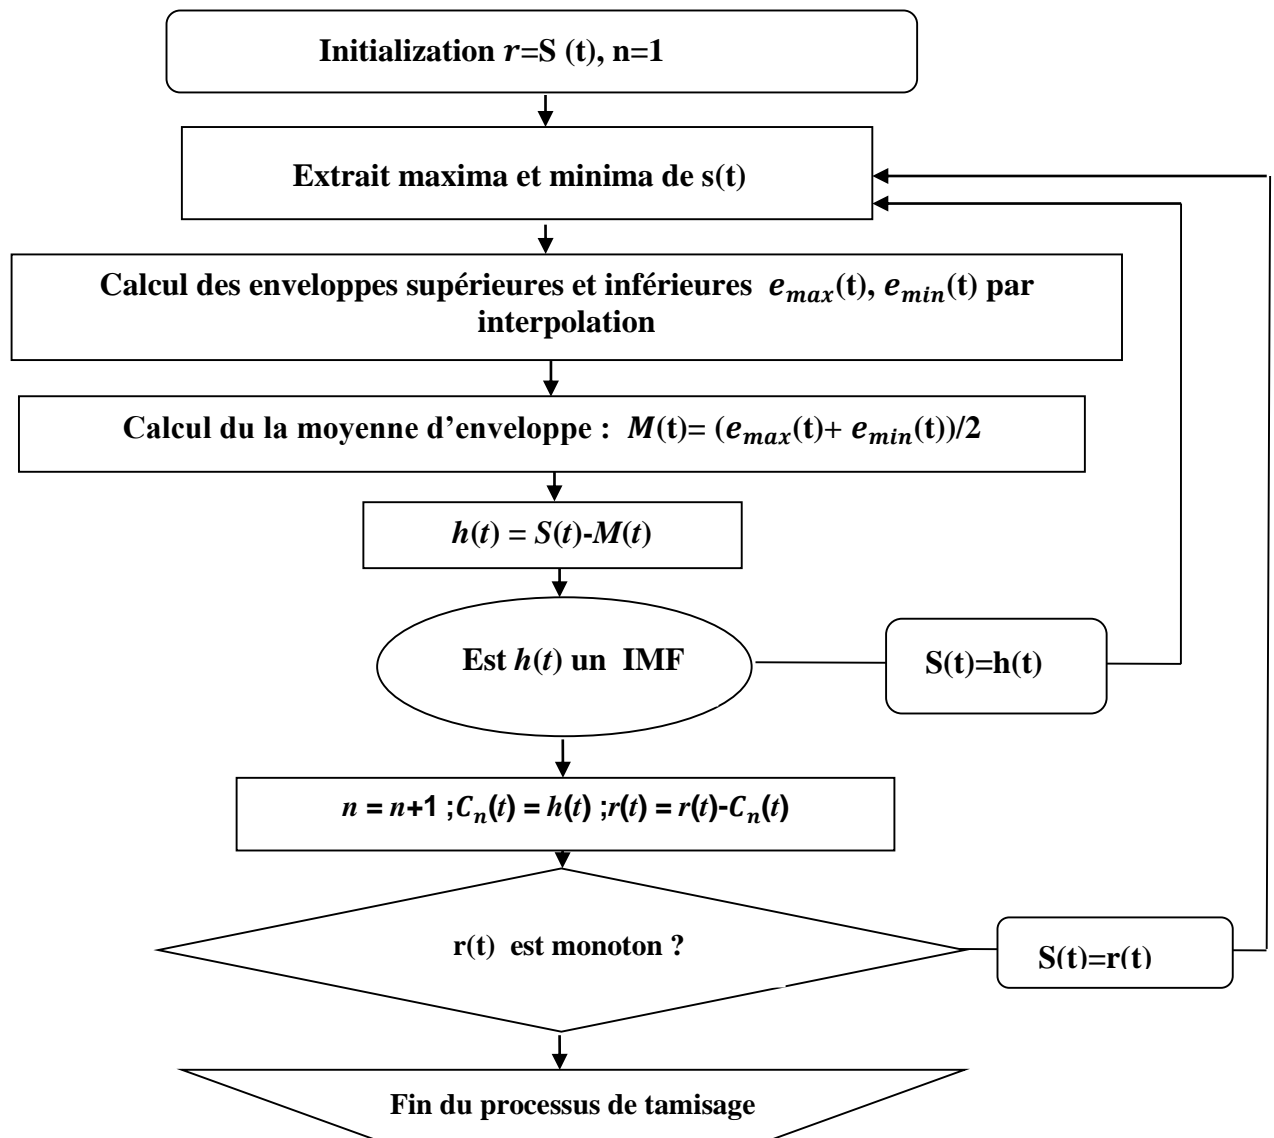 Initialization r=S (t), n=1
Extrait maxima et minima de s(t)
Calcul des enveloppes supérieures et inférieures e_max(t), e_min(t) par
interpolation
Calcul du la moyenne d’enveloppe : M(t)= (e_max(t)+ e_min(t))/2
h(t) = S(t)-M(t)
Est h(t) un IMF
S(t)=h(t)
n = n+1 ;C_n(t) = h(t) ;r(t) = r(t)-C_n(t)
r(t) est monoton ?
S(t)=r(t)
Fin du processus de tamisage